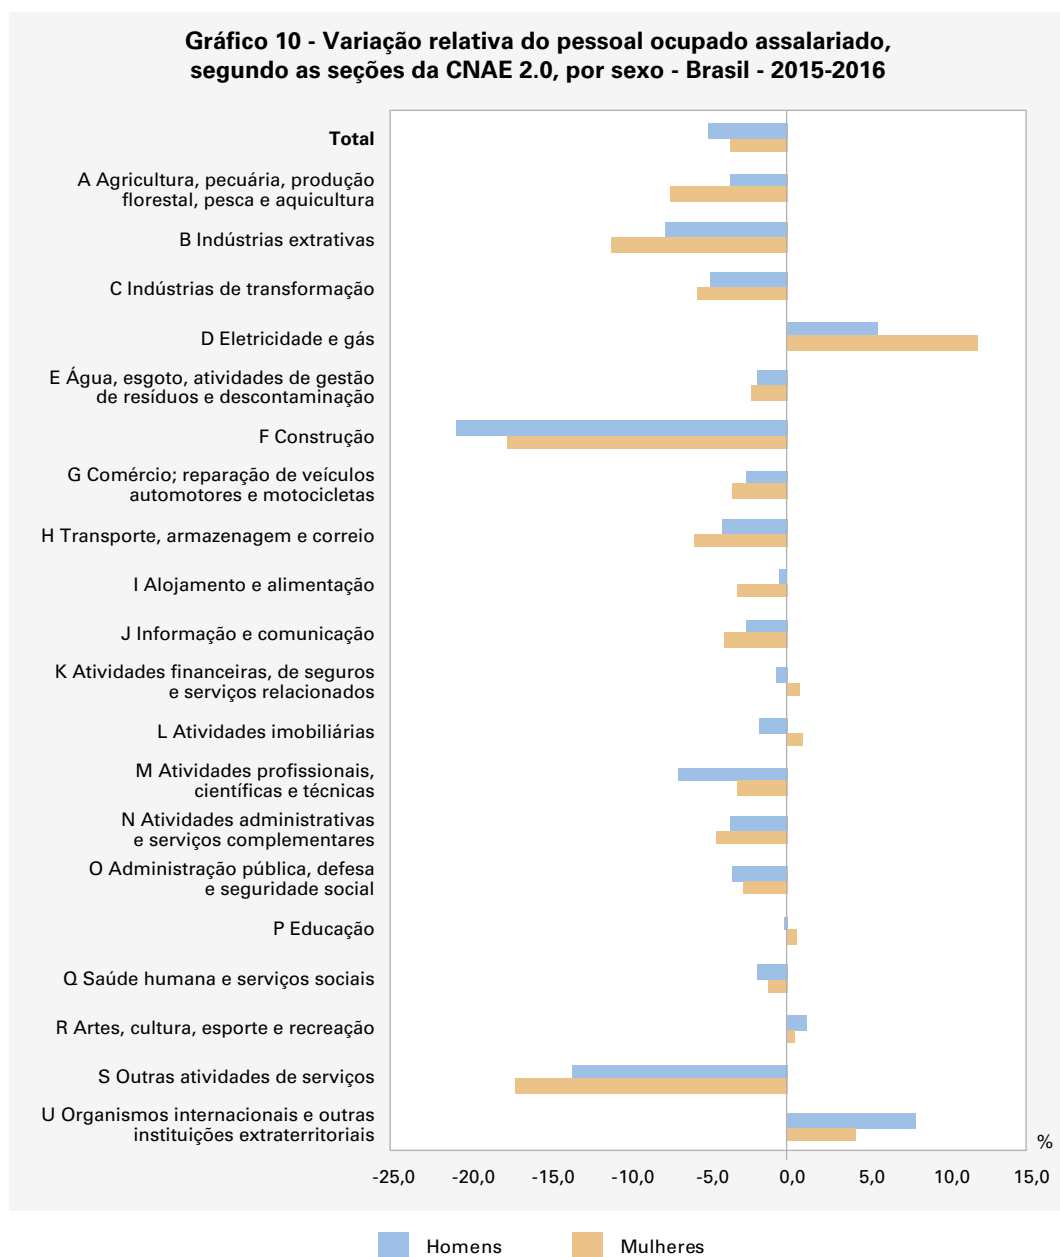 Gráfico 10 - Variação relativa do pessoal ocupado assalariado,
segundo as seções da CNAE 2.0, por sexo - Brasil - 2015-2016
Total
A Agricultura, pecuária, produção
florestal, pesca e aquicultura
B Indústrias extrativas
C Indústrias de transformação
D Eletricidade e gás
E Água, esgoto, atividades de gestão
de resíduos e descontaminação
F Construção
G Comércio; reparação de veículos
automotores e motocicletas
H Transporte, armazenagem e correio
I Alojamento e alimentação
J Informação e comunicação
K Atividades financeiras, de seguros
e serviços relacionados
L Atividades imobiliárias
M Atividades profissionais,
científicas e técnicas
N Atividades administrativas
e serviços complementares
O Administração pública, defesa
e seguridade social
P Educação
Q Saúde humana e serviços sociais
R Artes, cultura, esporte e recreação
S Outras atividades de serviços
U Organismos internacionais e outras
instituições extraterritoriais
%
-25,0 -20,0 -15,0 -10,0 -5,0 0,0 5,0 10,0 15,0
Homens Mulheres